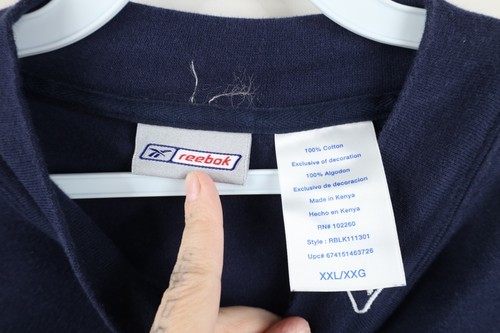 reebok
100% Cotton
Exclusive of decoration
100% Algodon
Exclusivo de decoracion
Made in Kenya
Hecho en Kenya
RN# 102260
Style : RBLK111301
Upc# 674151463728
XXL/XXG